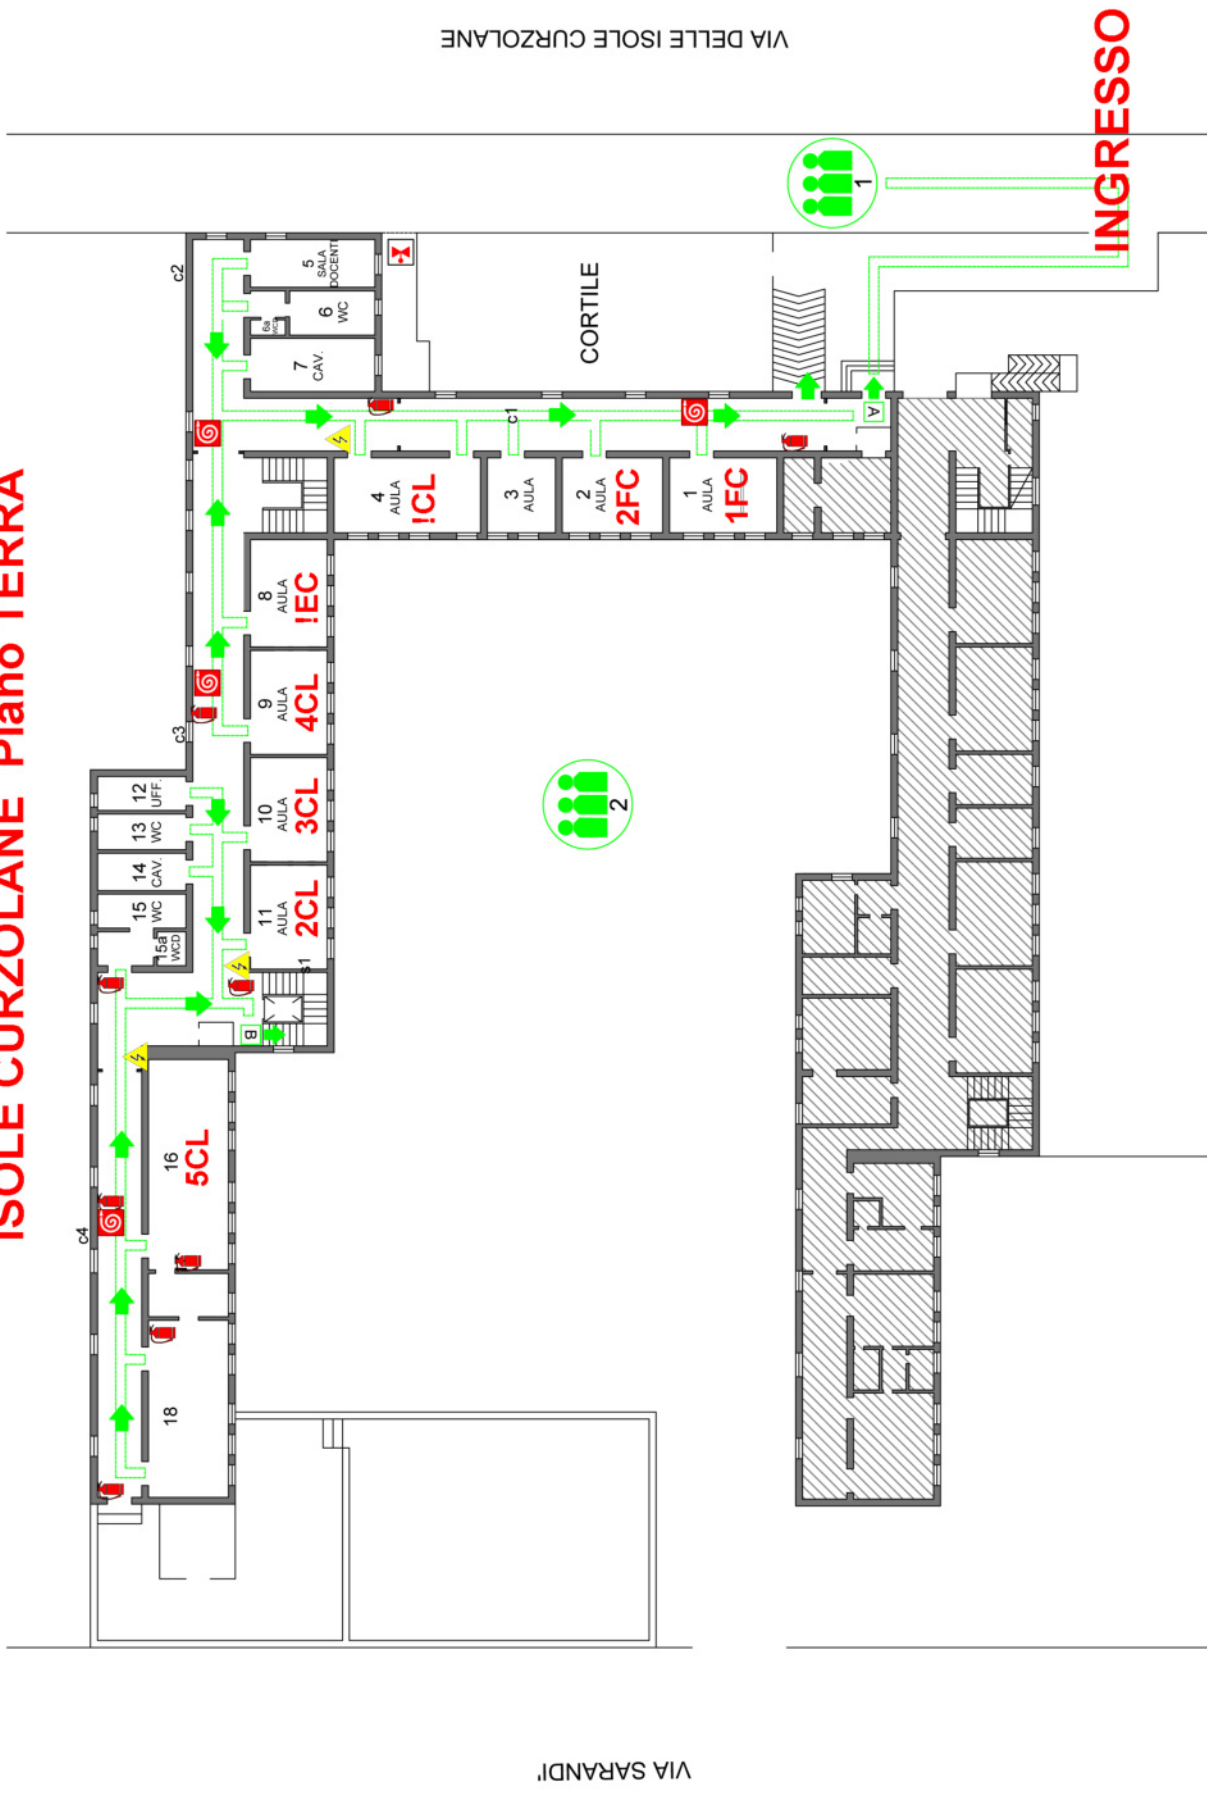 ISOLE CURZOLANE Piano TERRA
VIA DELLE ISOLE CURZOLANE
INGRESSO
1
c2
5
SALA
DOCENTI
6a
WCD
6
WC
7
CAV.
CORTILE
c1
A
4
AULA
!CL
3
AULA
2
AULA
2FC
1
AULA
1FC
8
AULA
!EC
9
AULA
4CL
10
AULA
3CL
11
AULA
2CL
c3
12
UFF.
13
WC
14
CAV.
15
WC
15a
WCD
s1
B
2
c4
16
5CL
18
VIA SARANDI'